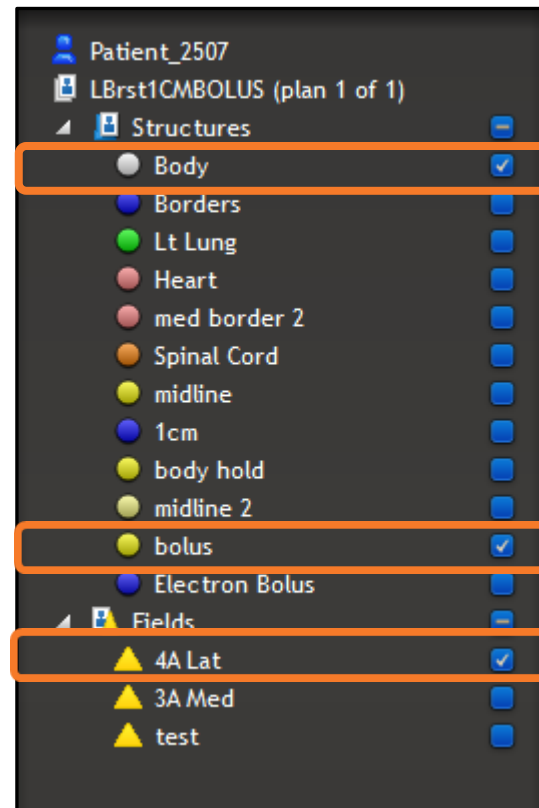 Patient_2507
LBrst1CMBOLUS (plan 1 of 1)
Structures
Body
Borders
Lt Lung
Heart
med border 2
Spinal Cord
midline
1cm
body hold
midline 2
bolus
Electron Bolus
Fields
4A Lat
3A Med
test